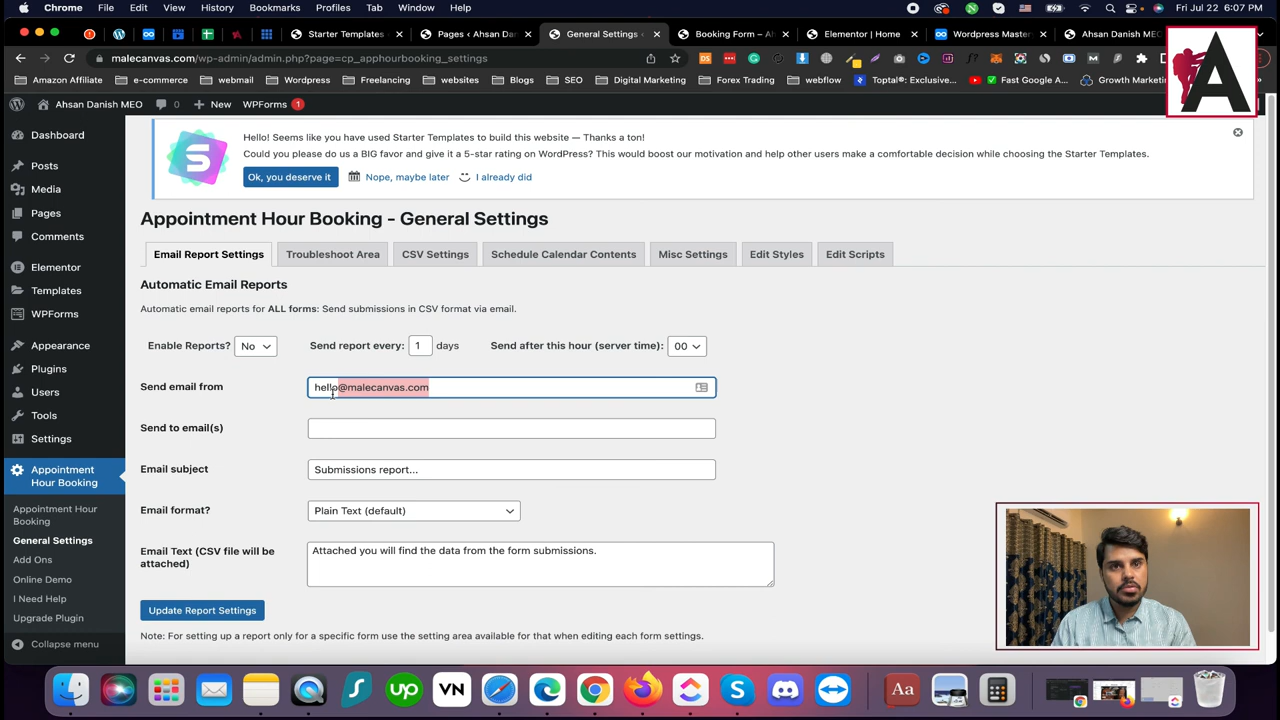 Chrome File Edit View History Bookmarks Profiles Tab Window Help Fri Jul 22 6:07 PM
Starter Templates Pages ‹ Ahsan Dan General Settings ‹ Booking Form – Ah Elementor | Home WordPress Mast Ahsan Danish MEO
malecanvas.com/wp-admin/admin.php?page=cp_apphourbooking_settings
Amazon Affiliate e-commerce webmail Wordpress Freelancing websites Blogs SEO Digital Marketing Forex Trading webflow Toptal®: Exclusive... Fast Google A... Growth Marketin
Ahsan Danish MEO 0 New WPForms 1
Dashboard
Posts
Media
Pages
Comments
Elementor
Templates
WPForms
Appearance
Plugins
Users
Tools
Settings
Appointment
Hour Booking
Appointment Hour
Booking
General Settings
Add Ons
Online Demo
I Need Help
Upgrade Plugin
Collapse menu
Hello! Seems like you have used Starter Templates to build this website — Thanks a ton!
Could you please do us a BIG favor and give it a 5-star rating on WordPress? This would boost our motivation and help other users make a comfortable decision while choosing the Starter Templates.
Ok, you deserve it Nope, maybe later I already did
Appointment Hour Booking - General Settings
Email Report Settings Troubleshoot Area CSV Settings Schedule Calendar Contents Misc Settings Edit Styles Edit Scripts
Automatic Email Reports
Automatic email reports for ALL forms: Send submissions in CSV format via email.
Enable Reports? No Send report every: 1 days Send after this hour (server time): 00
Send email from hello@malecanvas.com
Send to email(s)
Email subject Submissions report...
Email format? Plain Text (default)
Email Text (CSV file will be
attached)
Attached you will find the data from the form submissions.
Update Report Settings
Note: For setting up a report only for a specific form use the setting area available for that when editing each form settings.
A
up VN Aa